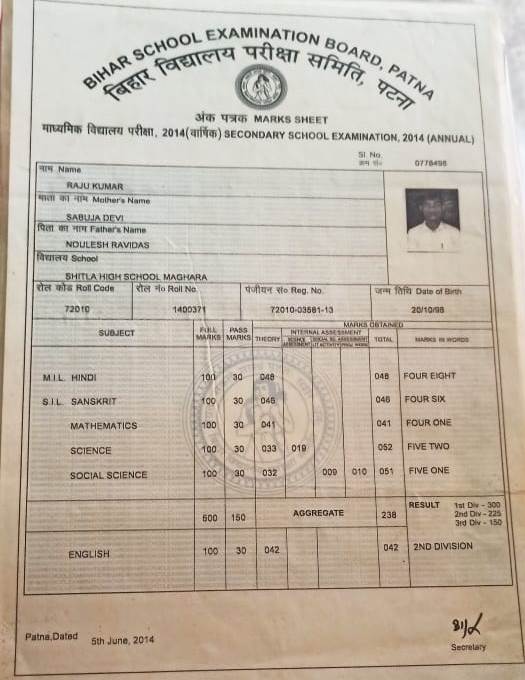 BIHAR SCHOOL EXAMINATION BOARD, PATNA
बिहार विद्यालय परीक्षा समिति, पटना
अंक पत्रक MARKS SHEET
माध्यमिक विद्यालय परीक्षा, 2014(वार्षिक) SECONDARY SCHOOL EXAMINATION, 2014 (ANNUAL)
Sl No.
क्रम सं० 0776498
नाम Name
RAJU KUMAR
माता का नाम Mother's Name
SABUJA DEVI
पिता का नाम Father's Name
NOULESH RAVIDAS
विद्यालय School
SHITLA HIGH SCHOOL MAGHARA
रोल कोड Roll Code रोल नं० Roll No. पंजीयन सं० Reg. No. जन्म तिथि Date of Birth
72010 1400371 72010-03581-13 20/10/98
SUBJECT FULL MARKS PASS MARKS MARKS OBTAINED
THEORY INTERNAL ASSESSMENT TOTAL MARKS IN WORDS
M.I.L. HINDI 100 30 048 048 FOUR EIGHT
S.I.L. SANSKRIT 100 30 046 046 FOUR SIX
MATHEMATICS 100 30 041 041 FOUR ONE
SCIENCE 100 30 033 019 052 FIVE TWO
SOCIAL SCIENCE 100 30 032 009 010 051 FIVE ONE
500 150 AGGREGATE 238 RESULT 1st Div - 300
2nd Div - 225
3rd Div - 150
ENGLISH 100 30 042 042 2ND DIVISION
Patna,Dated 5th June, 2014
Secretary